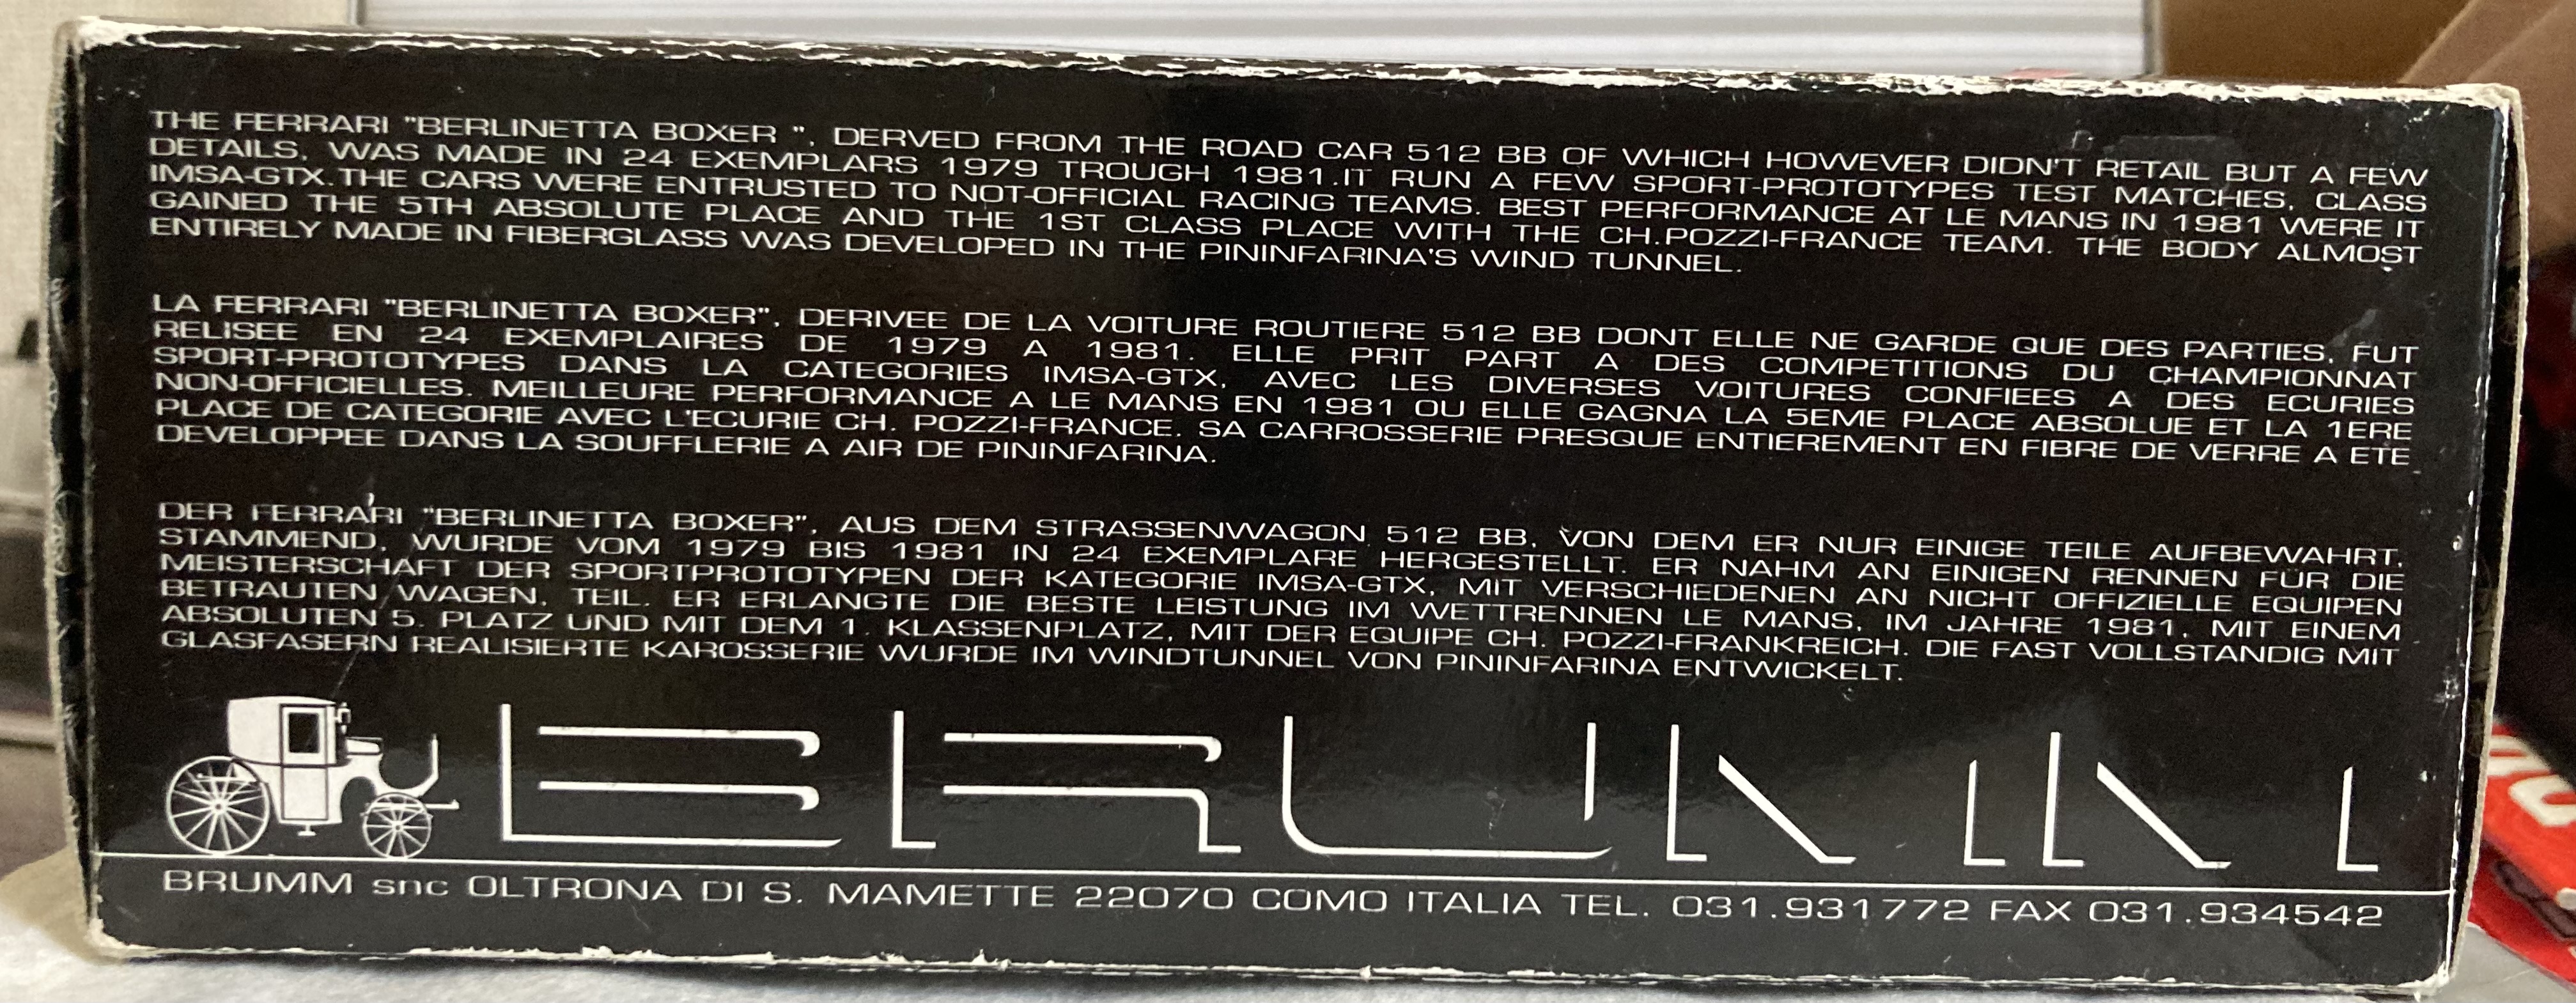 THE FERRARI "BERLINETTA BOXER ", DERVED FROM THE ROAD CAR 512 BB OF WHICH HOWEVER DIDN'T RETAIL BUT A FEW
DETAILS, WAS MADE IN 24 EXEMPLARS 1979 TROUGH 1981.IT RUN A FEW SPORT-PROTOTYPES TEST MATCHES, CLASS
IMSA-GTX.THE CARS WERE ENTRUSTED TO NOT-OFFICIAL RACING TEAMS. BEST PERFORMANCE AT LE MANS IN 1981 WERE IT
GAINED THE 5TH ABSOLUTE PLACE AND THE 1ST CLASS PLACE WITH THE CH.POZZI-FRANCE TEAM. THE BODY ALMOST
ENTIRELY MADE IN FIBERGLASS WAS DEVELOPED IN THE PININFARINA'S WIND TUNNEL.
LA FERRARI "BERLINETTA BOXER", DERIVEE DE LA VOITURE ROUTIERE 512 BB DONT ELLE NE GARDE QUE DES PARTIES, FUT
RELISEE EN 24 EXEMPLAIRES DE 1979 A 1981. ELLE PRIT PART A DES COMPETITIONS DU CHAMPIONNAT
SPORT-PROTOTYPES DANS LA CATEGORIES IMSA-GTX, AVEC LES DIVERSES VOITURES CONFIEES A DES ECURIES
NON-OFFICIELLES. MEILLEURE PERFORMANCE A LE MANS EN 1981 OU ELLE GAGNA LA 5EME PLACE ABSOLUE ET LA 1ERE
PLACE DE CATEGORIE AVEC L'ECURIE CH. POZZI-FRANCE. SA CARROSSERIE PRESQUE ENTIEREMENT EN FIBRE DE VERRE A ETE
DEVELOPPEE DANS LA SOUFFLERIE A AIR DE PININFARINA.
DER FERRARI "BERLINETTA BOXER", AUS DEM STRASSENWAGON 512 BB, VON DEM ER NUR EINIGE TEILE AUFBEWAHRT,
STAMMEND, WURDE VOM 1979 BIS 1981 IN 24 EXEMPLARE HERGESTELLT. ER NAHM AN EINIGEN RENNEN FÜR DIE
MEISTERSCHAFT DER SPORTPROTOTYPEN DER KATEGORIE IMSA-GTX, MIT VERSCHIEDENEN AN NICHT OFFIZIELLE EQUIPEN
BETRAUTEN WAGEN, TEIL. ER ERLANGTE DIE BESTE LEISTUNG IM WETTRENNEN LE MANS, IM JAHRE 1981, MIT EINEM
ABSOLUTEN 5. PLATZ UND MIT DEM 1. KLASSENPLATZ, MIT DER EQUIPE CH. POZZI-FRANKREICH. DIE FAST VOLLSTANDIG MIT
GLASFASERN REALISIERTE KAROSSERIE WURDE IM WINDTUNNEL VON PININFARINA ENTWICKELT.
BRUMM
BRUMM snc OLTRONA DI S. MAMETTE 22070 COMO ITALIA TEL. 031.931772 FAX 031.934542